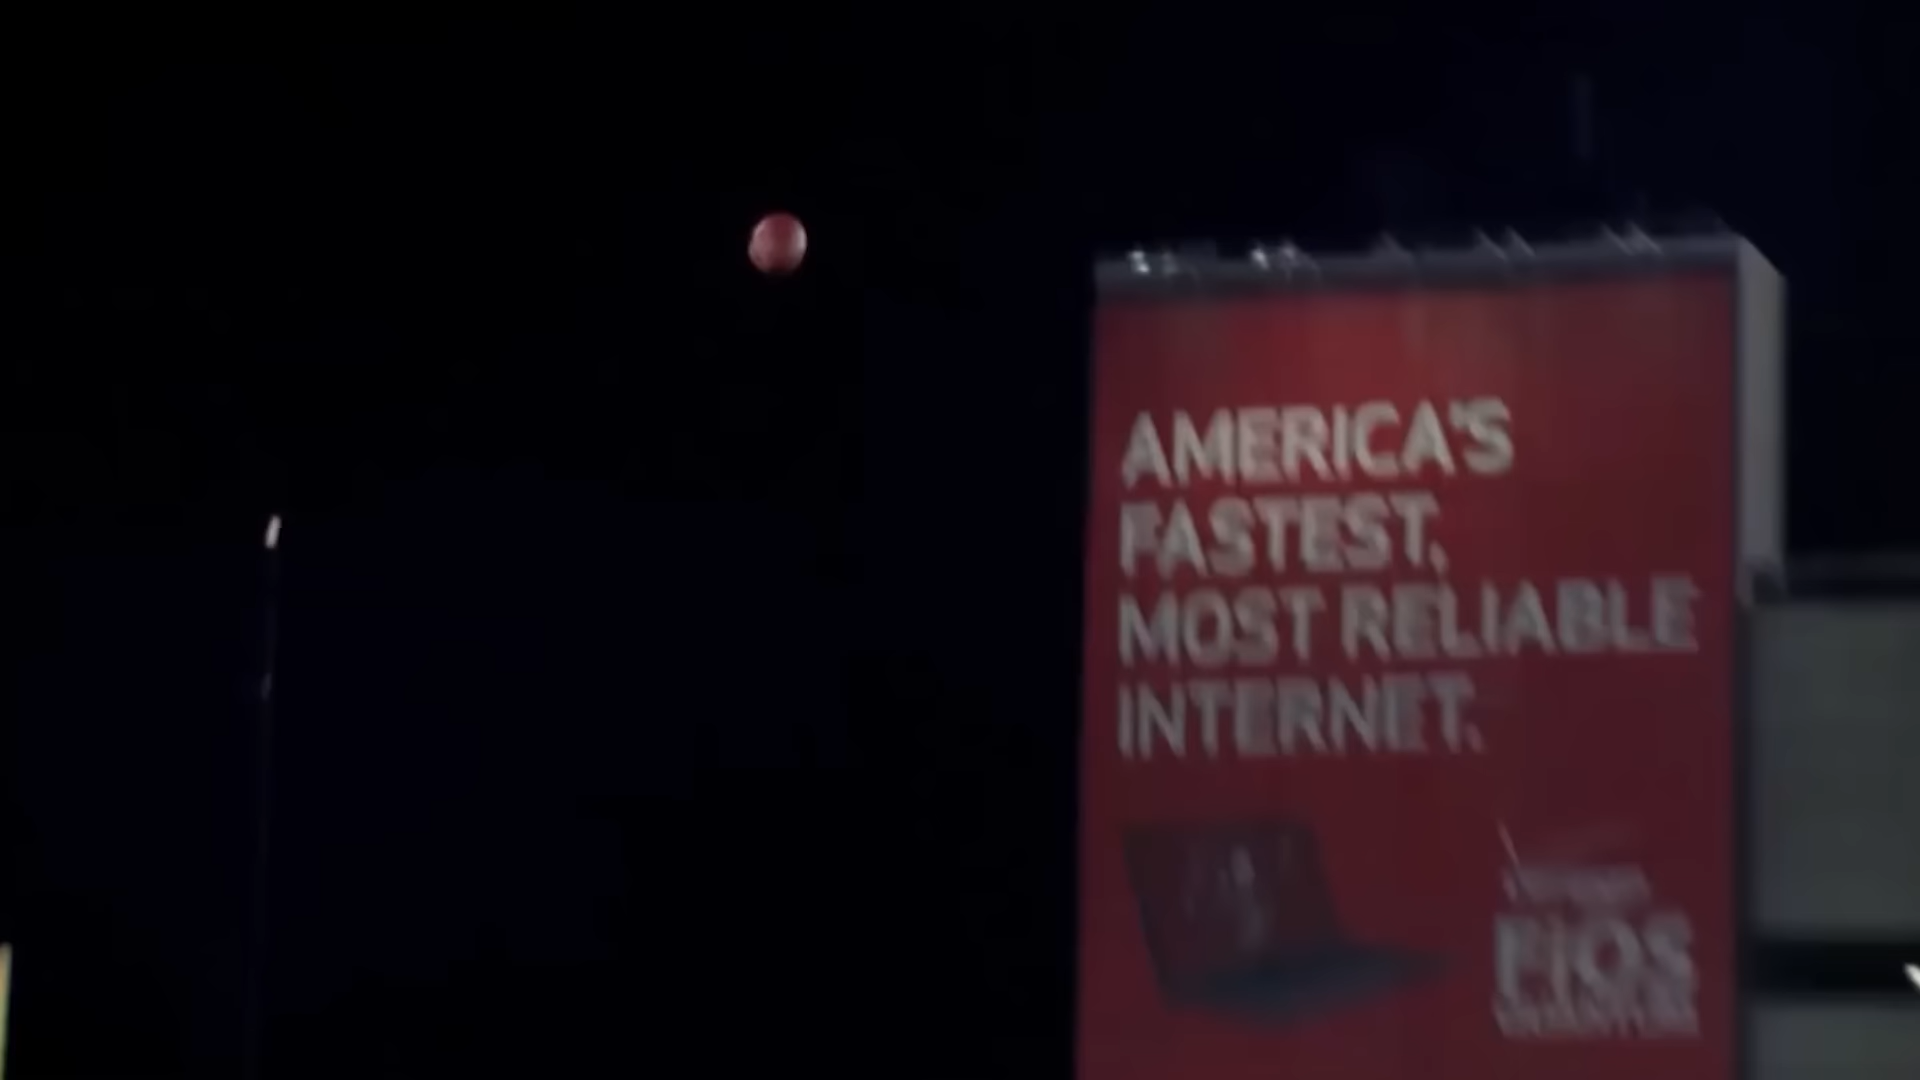 AMERICA'S
FASTEST,
MOST RELIABLE
INTERNET.
FiOS